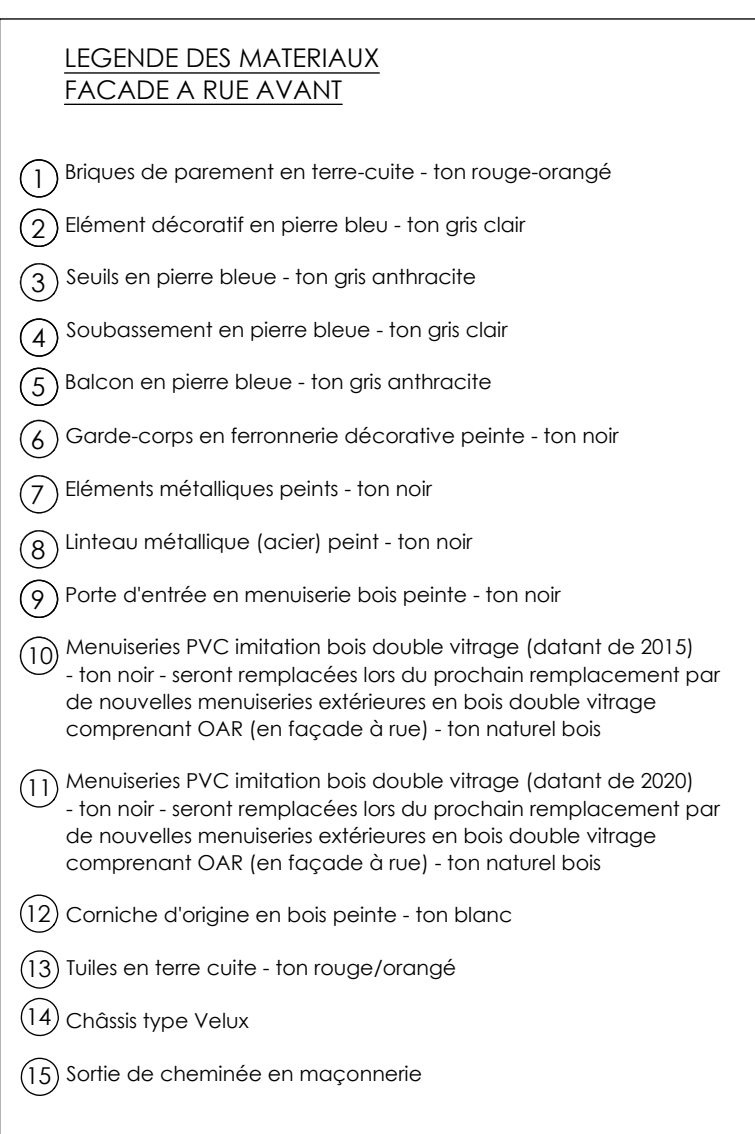 LEGENDE DES MATERIAUX
FACADE A RUE AVANT
1 Briques de parement en terre-cuite - ton rouge-orangé
2 Elément décoratif en pierre bleu - ton gris clair
3 Seuils en pierre bleue - ton gris anthracite
4 Soubassement en pierre bleue - ton gris clair
5 Balcon en pierre bleue - ton gris anthracite
6 Garde-corps en ferronnerie décorative peinte - ton noir
7 Eléments métalliques peints - ton noir
8 Linteau métallique (acier) peint - ton noir
9 Porte d'entrée en menuiserie bois peinte - ton noir
10 Menuiseries PVC imitation bois double vitrage (datant de 2015)
- ton noir - seront remplacées lors du prochain remplacement par
de nouvelles menuiseries extérieures en bois double vitrage
comprenant OAR (en façade à rue) - ton naturel bois
11 Menuiseries PVC imitation bois double vitrage (datant de 2020)
- ton noir - seront remplacées lors du prochain remplacement par
de nouvelles menuiseries extérieures en bois double vitrage
comprenant OAR (en façade à rue) - ton naturel bois
12 Corniche d'origine en bois peinte - ton blanc
13 Tuiles en terre cuite - ton rouge/orangé
14 Châssis type Velux
15 Sortie de cheminée en maçonnerie